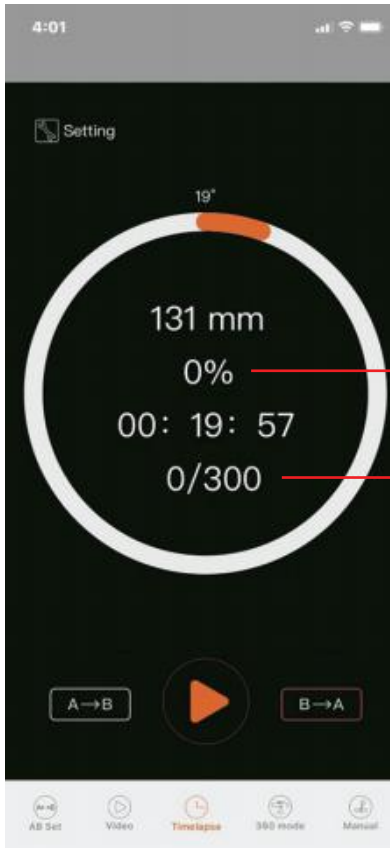 4:01
Setting
19°
131 mm
0%
00: 19: 57
0/300
A→B
B→A
AB Set
Video
Timelapse
360 mode
Manual